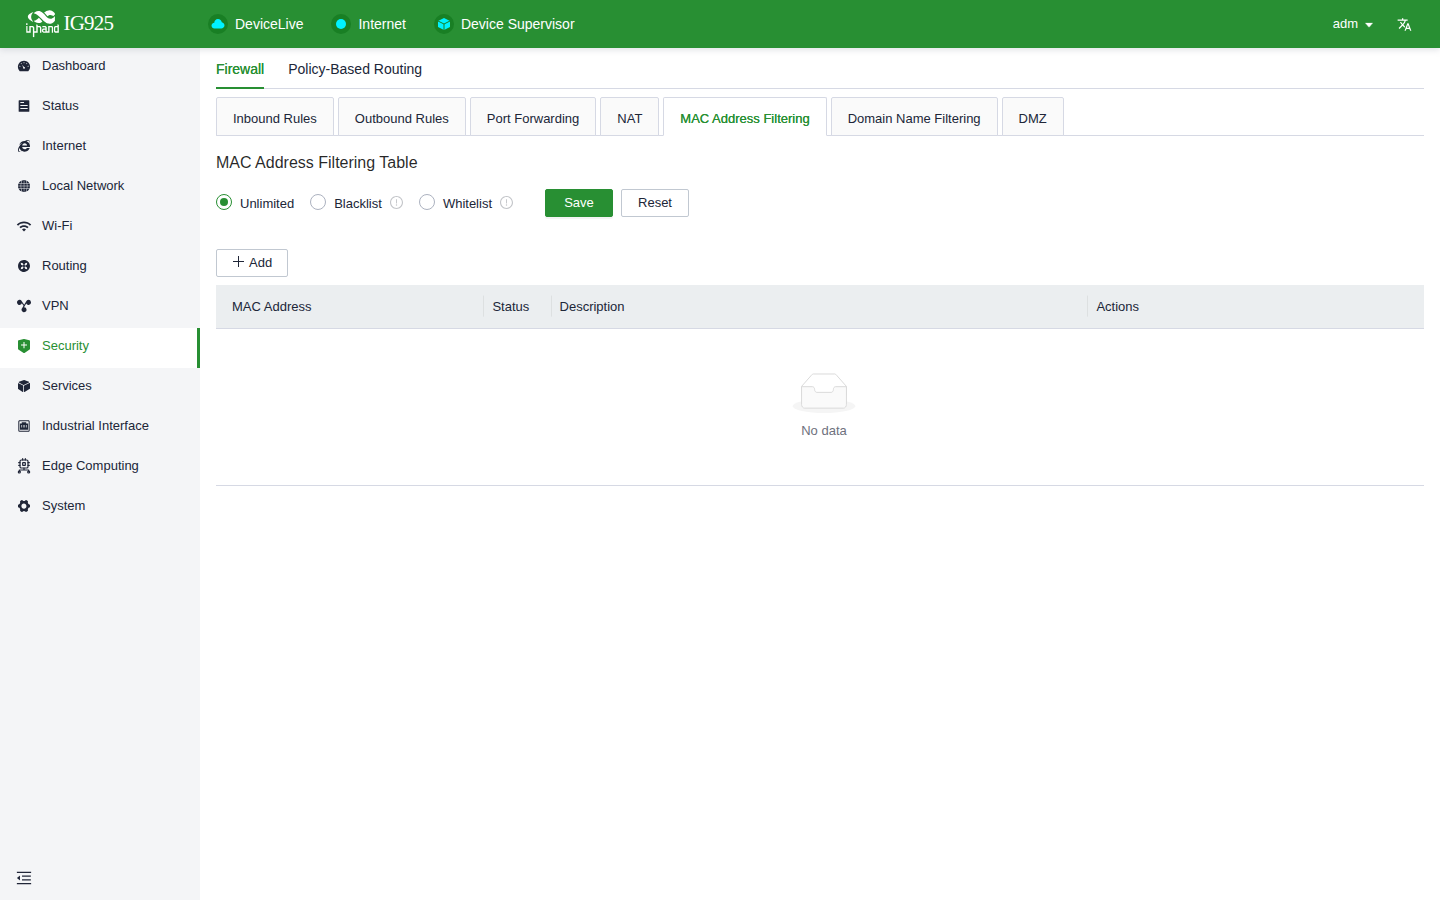 inhand IG925 DeviceLive Internet Device Supervisor adm
Dashboard
Status
Internet
Local Network
Wi-Fi
Routing
VPN
Security
Services
Industrial Interface
Edge Computing
System
Firewall Policy-Based Routing
Inbound Rules Outbound Rules Port Forwarding NAT MAC Address Filtering Domain Name Filtering DMZ
MAC Address Filtering Table
Unlimited Blacklist Whitelist Save Reset
Add
MAC Address Status Description Actions
No data